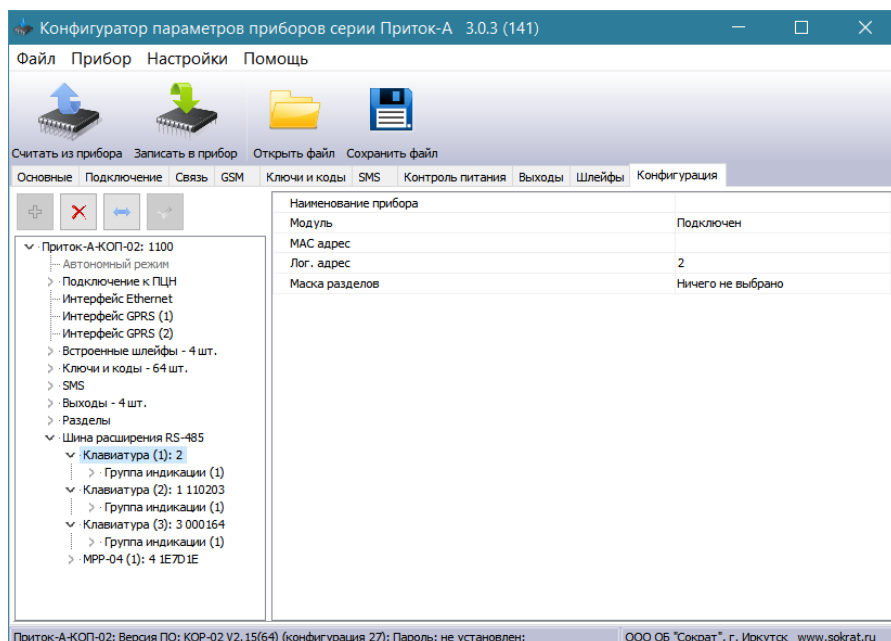 Конфигуратор параметров приборов серии Приток-А 3.0.3 (141)
Файл Прибор Настройки Помощь
Считать из прибора Записать в прибор Открыть файл Сохранить файл
Основные Подключение Связь GSM Ключи и коды SMS Контроль питания Выходы Шлейфы Конфигурация
Наименование прибора
Модуль Подключен
MAC адрес
Лог. адрес 2
Маска разделов Ничего не выбрано
Приток-А-КОП-02: 1100
Автономный режим
Подключение к ПЦН
Интерфейс Ethernet
Интерфейс GPRS (1)
Интерфейс GPRS (2)
Встроенные шлейфы - 4 шт.
Ключи и коды - 64 шт.
SMS
Выходы - 4 шт.
Разделы
Шина расширения RS-485
Клавиатура (1): 2
Группа индикации (1)
Клавиатура (2): 1 110203
Группа индикации (1)
Клавиатура (3): 3 000164
Группа индикации (1)
МРР-04 (1): 4 1E7D1E
Приток-А-КОП-02: Версия ПО: KOP-02 V2.15(64) (конфигурация 27); Пароль: не установлен; ООО ОБ "Сократ", г. Иркутск www.sokrat.ru